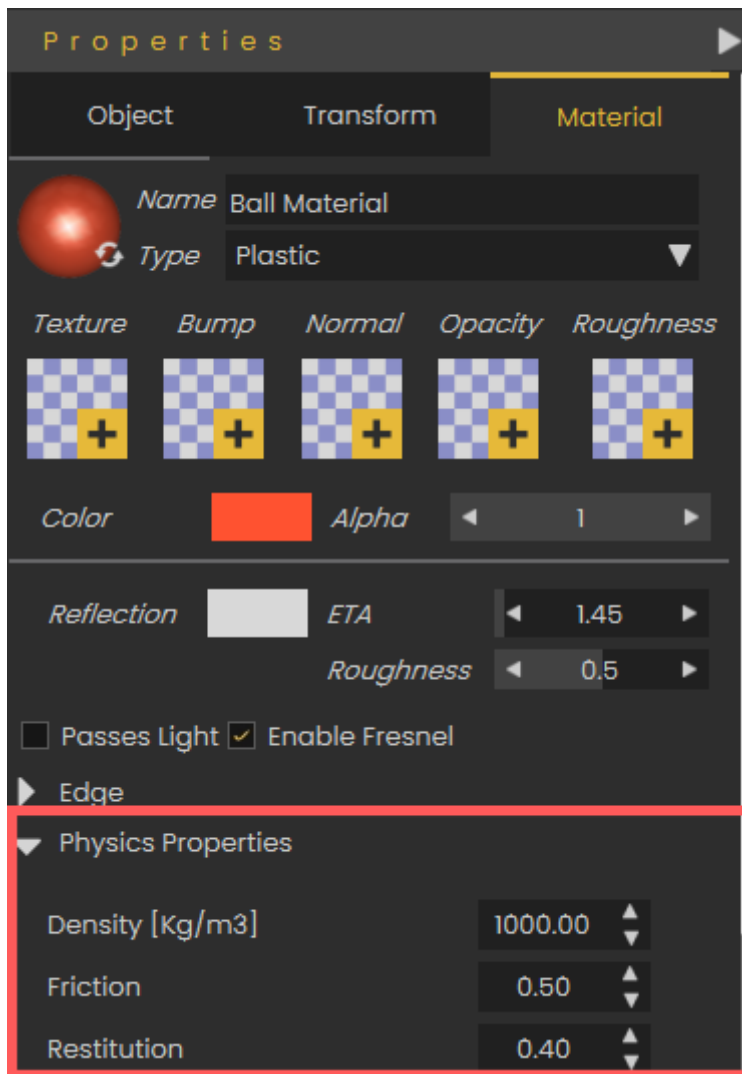 Properties
Object Transform Material
Name Ball Material
Type Plastic
Texture Bump Normal Opacity Roughness
Color Alpha 1
Reflection ETA 1.45
Roughness 0.5
Passes Light Enable Fresnel
Edge
Physics Properties
Density [Kg/m3] 1000.00
Friction 0.50
Restitution 0.40